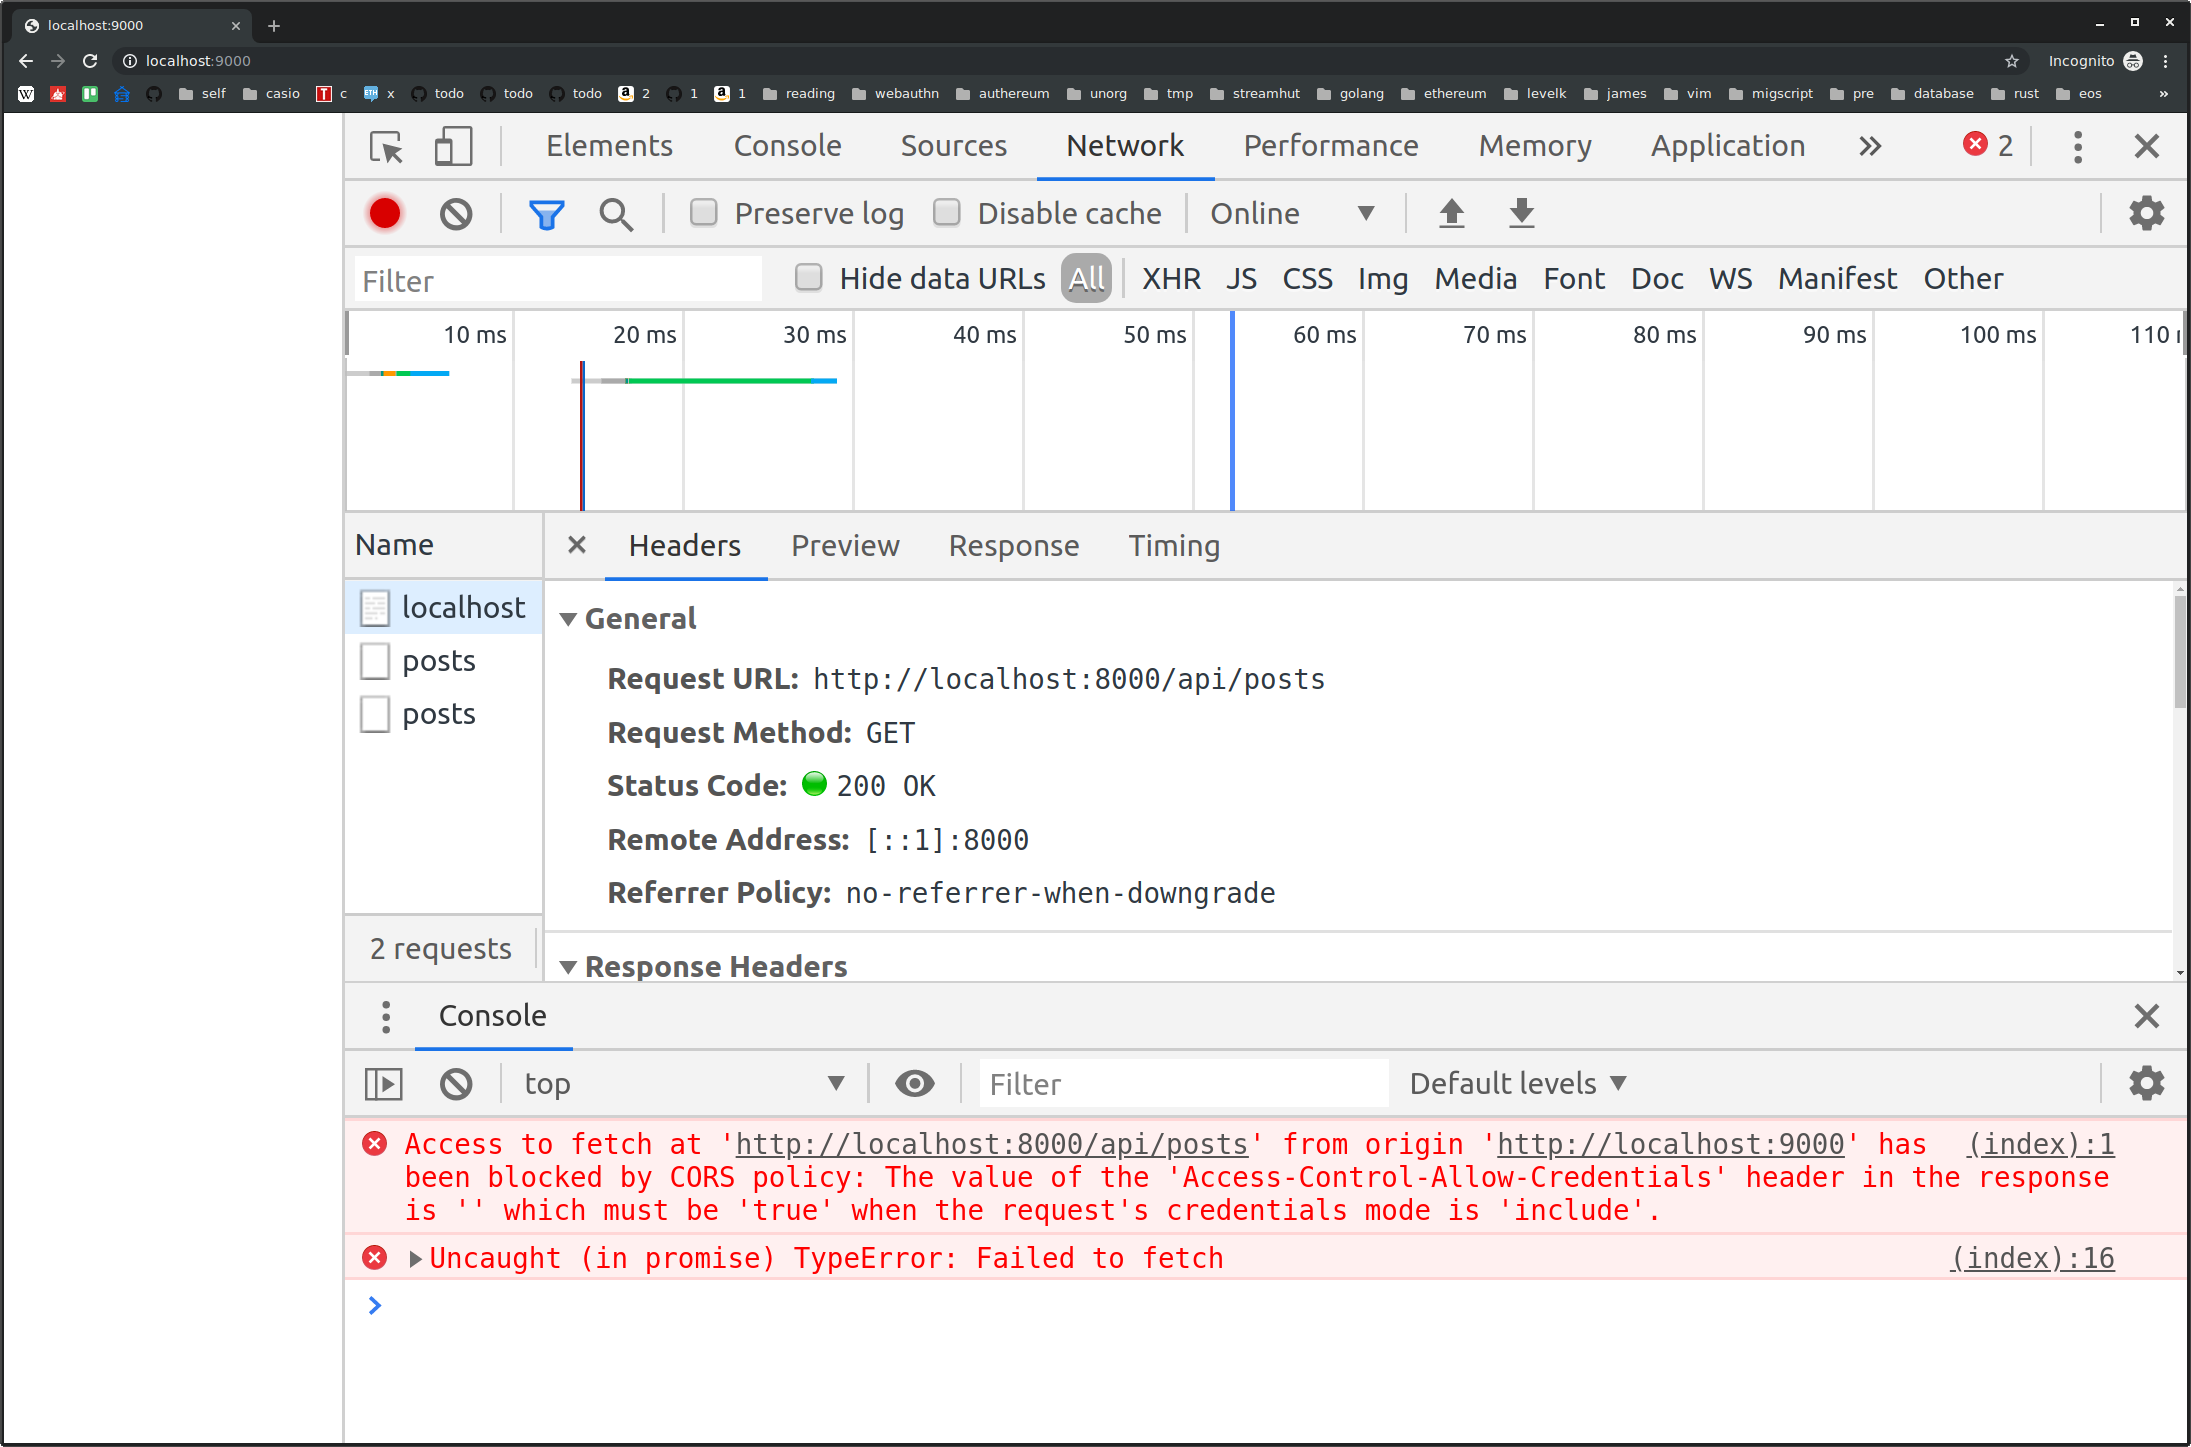 localhost:9000
localhost:9000 Incognito
W self casio T c ETH x todo todo todo a 2 1 a 1 reading webauthn authereum unorg tmp streamhut golang ethereum levelk james vim migscript pre database rust eos »
Elements Console Sources Network Performance Memory Application 2
Preserve log Disable cache Online
Filter Hide data URLs All XHR JS CSS Img Media Font Doc WS Manifest Other
10 ms 20 ms 30 ms 40 ms 50 ms 60 ms 70 ms 80 ms 90 ms 100 ms 110
Name Headers Preview Response Timing
localhost
posts
posts
2 requests
General
Request URL: http://localhost:8000/api/posts
Request Method: GET
Status Code: 200 OK
Remote Address: [::1]:8000
Referrer Policy: no-referrer-when-downgrade
Response Headers
Console
top Filter Default levels
Access to fetch at 'http://localhost:8000/api/posts' from origin 'http://localhost:9000' has (index):1
been blocked by CORS policy: The value of the 'Access-Control-Allow-Credentials' header in the response
is '' which must be 'true' when the request's credentials mode is 'include'.
Uncaught (in promise) TypeError: Failed to fetch (index):16